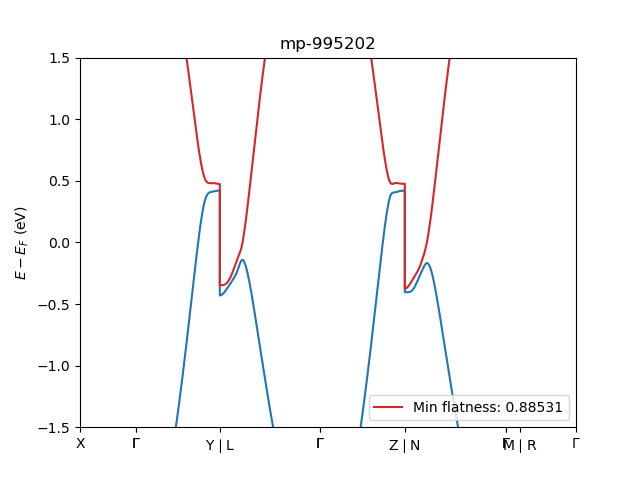 mp-995202
E − E_F (eV)
1.5
1.0
0.5
0.0
−0.5
−1.0
−1.5
Min flatness: 0.88531
X Γ Y | L Γ Z | N Γ M | R Γ